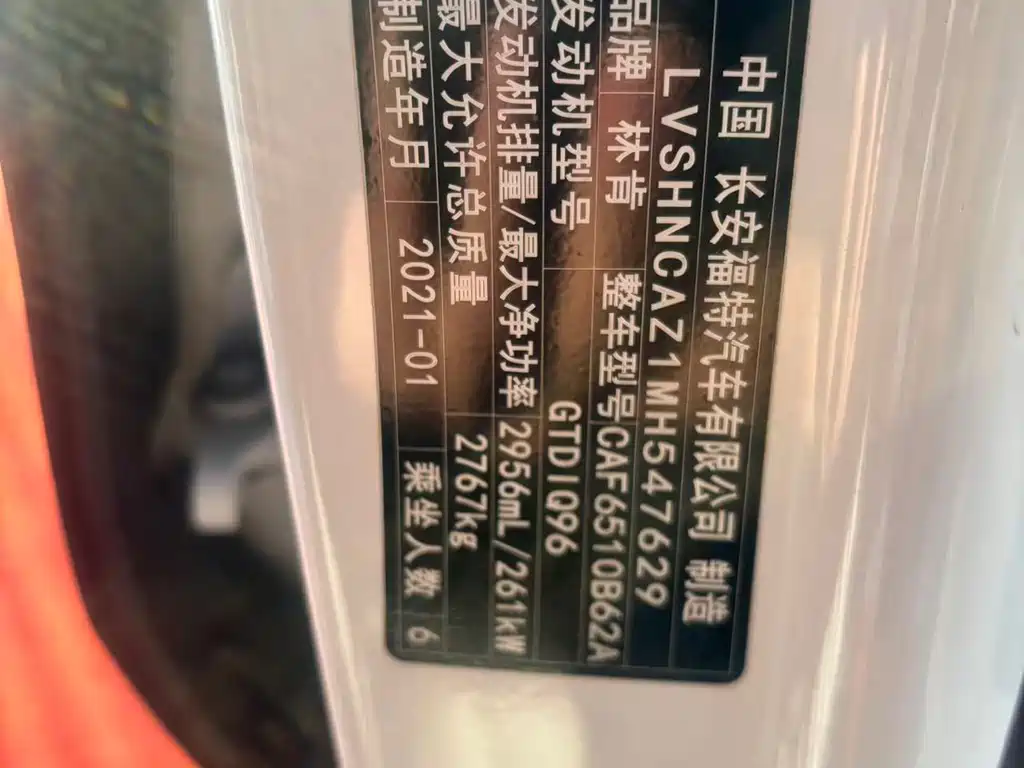 中国 长安福特汽车有限公司 制造
LVSHNCAZ1MH547629
品牌 林肯 整车型号 CAF6510B62A
发动机型号 GTDIQ96
发动机排量/最大净功率 2956mL/261kW
最大允许总质量 2767kg
制造年月 2021-01 乘坐人数 6